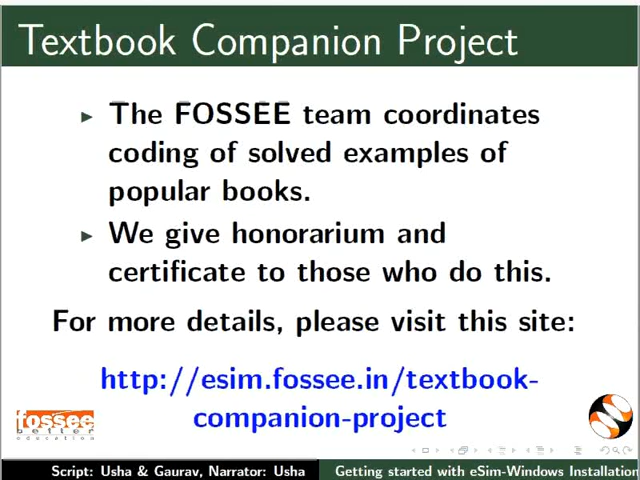 Textbook Companion Project
The FOSSEE team coordinates
coding of solved examples of
popular books.
We give honorarium and
certificate to those who do this.
For more details, please visit this site:
http://esim.fossee.in/textbook-
companion-project
fossee
better
education
Script: Usha & Gaurav, Narrator: Usha
Getting started with eSim-Windows Installation